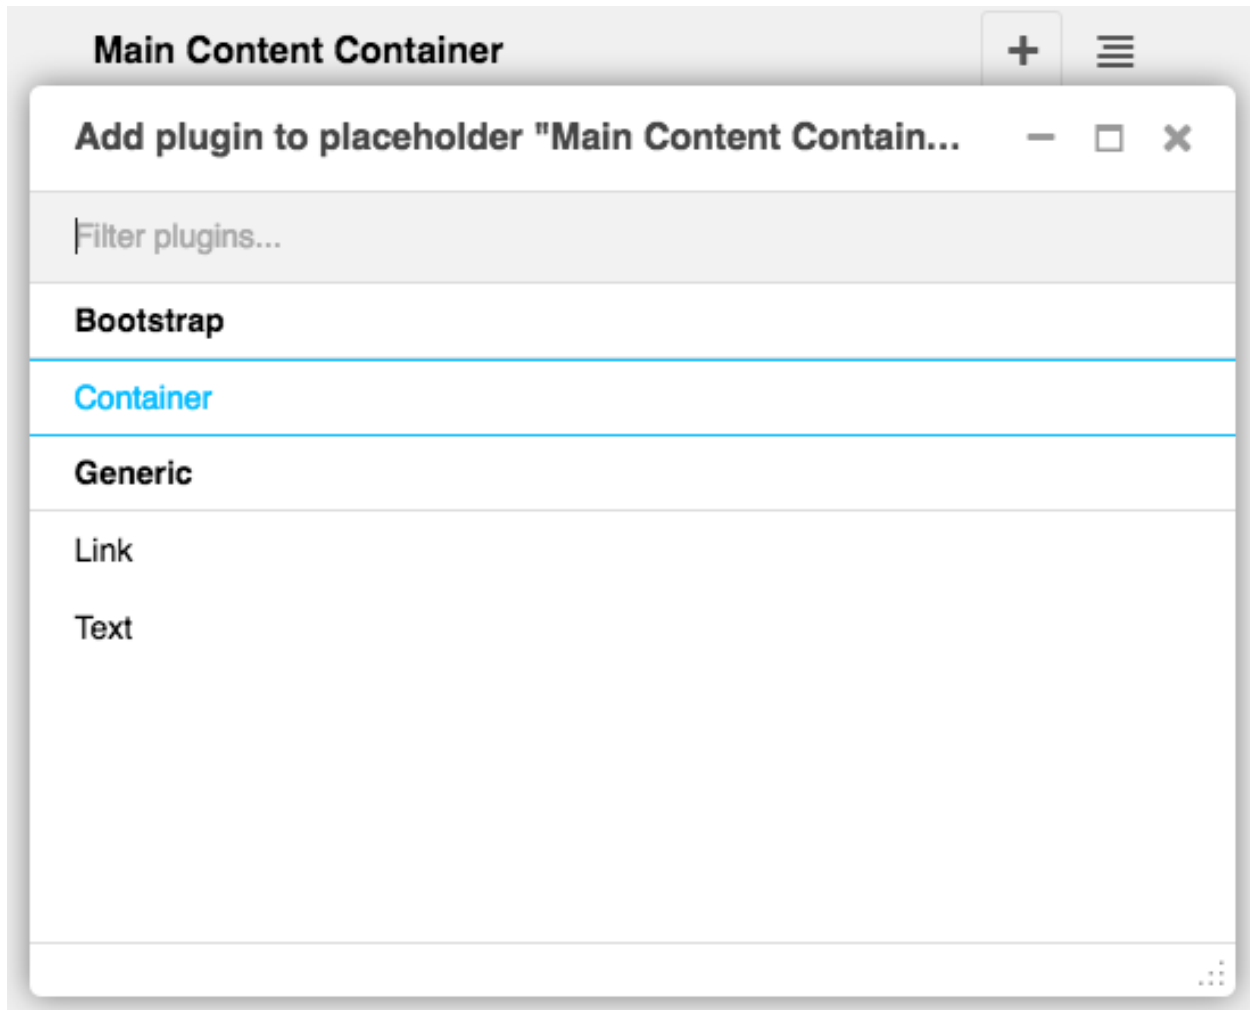 Main Content Container
Add plugin to placeholder "Main Content Contain...
Filter plugins...
Bootstrap
Container
Generic
Link
Text